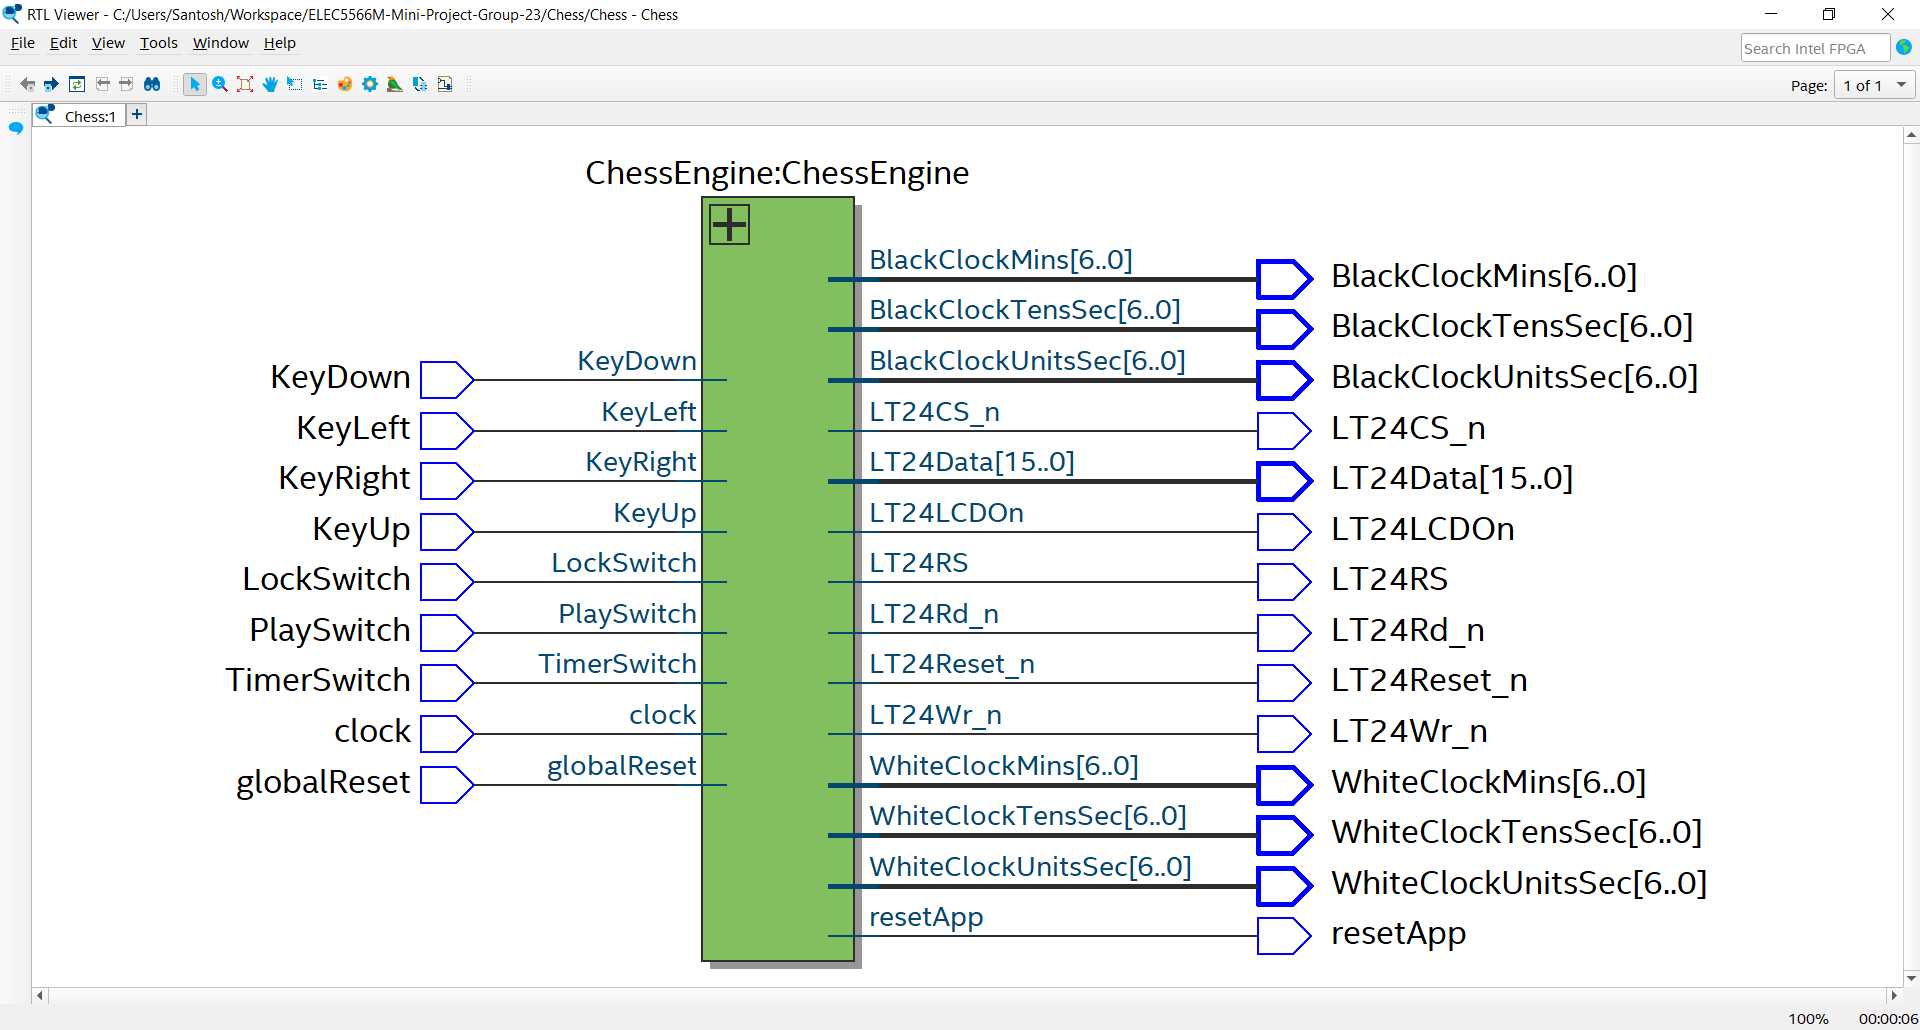 RTL Viewer - C:/Users/Santosh/Workspace/ELEC5566M-Mini-Project-Group-23/Chess/Chess - Chess
File Edit View Tools Window Help
Search Intel FPGA
Page: 1 of 1
Chess:1
ChessEngine:ChessEngine
BlackClockMins[6..0] BlackClockMins[6..0]
BlackClockTensSec[6..0] BlackClockTensSec[6..0]
KeyDown KeyDown BlackClockUnitsSec[6..0] BlackClockUnitsSec[6..0]
KeyLeft KeyLeft LT24CS_n LT24CS_n
KeyRight KeyRight LT24Data[15..0] LT24Data[15..0]
KeyUp KeyUp LT24LCDOn LT24LCDOn
LockSwitch LockSwitch LT24RS LT24RS
PlaySwitch PlaySwitch LT24Rd_n LT24Rd_n
TimerSwitch TimerSwitch LT24Reset_n LT24Reset_n
clock clock LT24Wr_n LT24Wr_n
globalReset globalReset WhiteClockMins[6..0] WhiteClockMins[6..0]
WhiteClockTensSec[6..0] WhiteClockTensSec[6..0]
WhiteClockUnitsSec[6..0] WhiteClockUnitsSec[6..0]
resetApp resetApp
100% 00:00:06